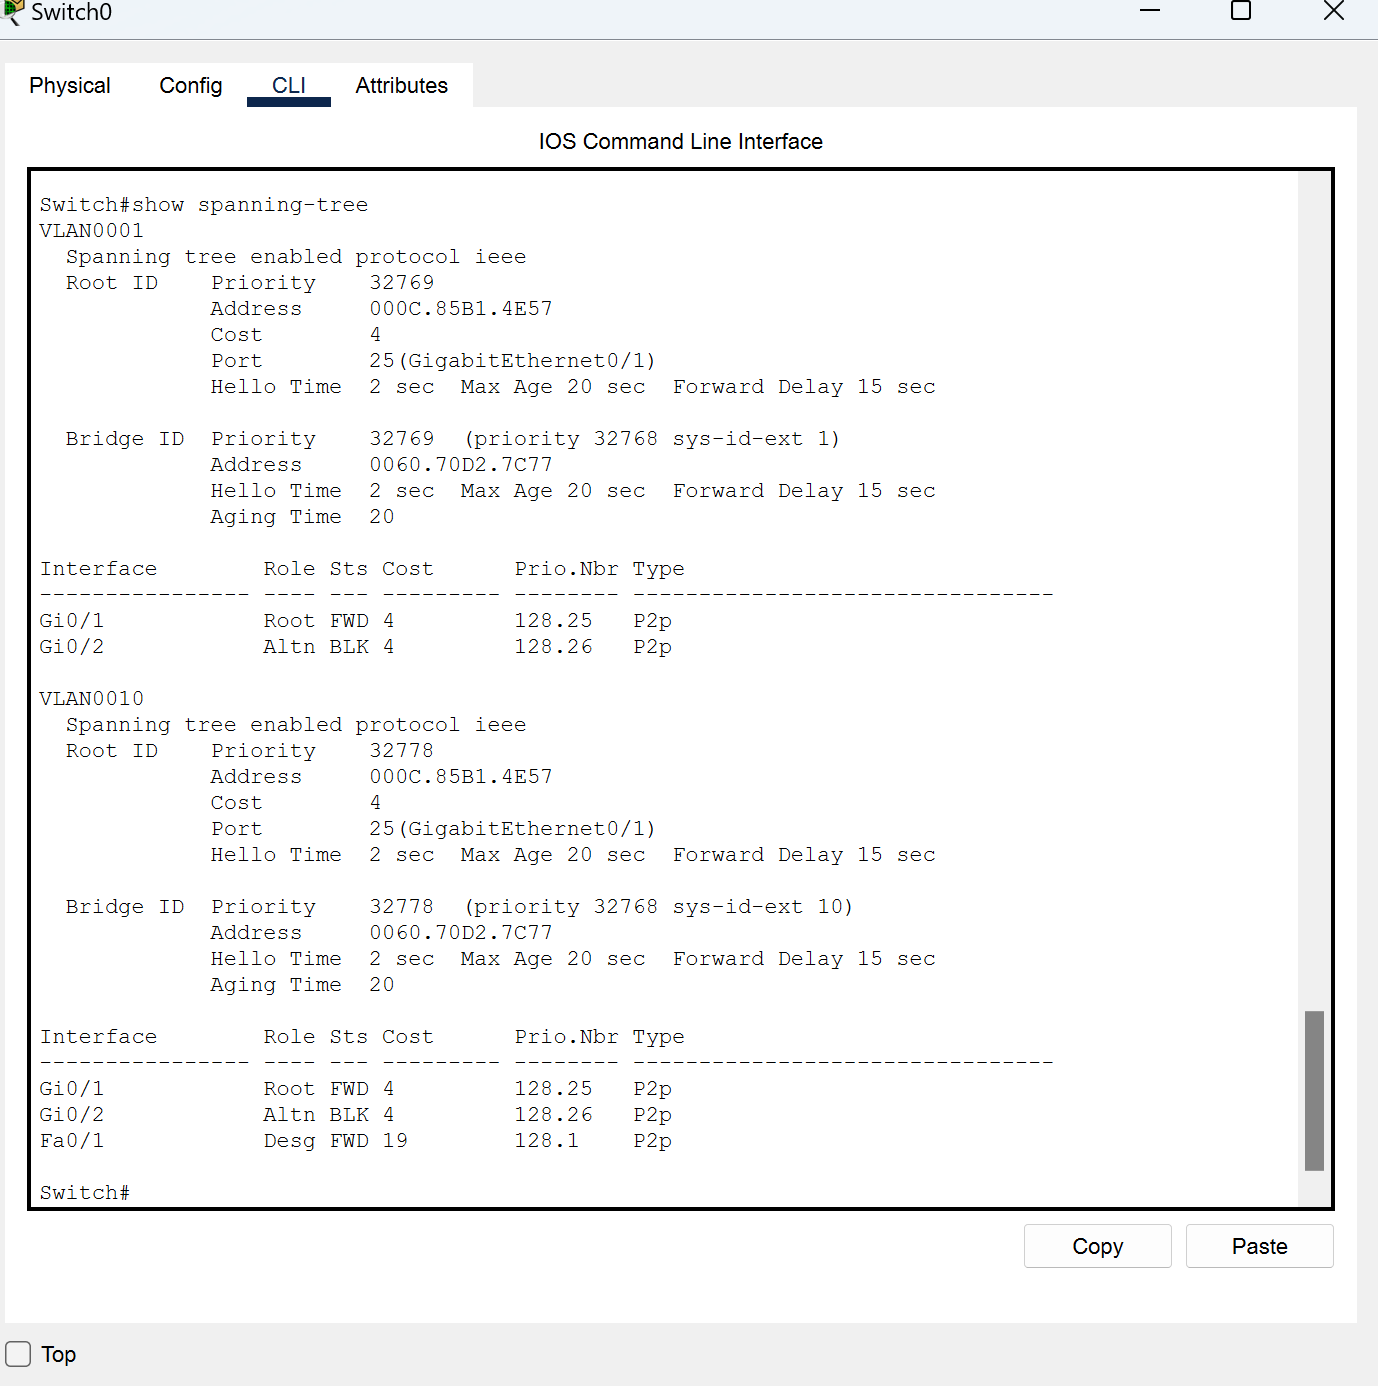 Switch0
Physical Config CLI Attributes
IOS Command Line Interface
Switch#show spanning-tree
VLAN0001
  Spanning tree enabled protocol ieee
  Root ID    Priority    32769
             Address     000C.85B1.4E57
             Cost        4
             Port        25(GigabitEthernet0/1)
             Hello Time  2 sec  Max Age 20 sec  Forward Delay 15 sec

  Bridge ID  Priority    32769  (priority 32768 sys-id-ext 1)
             Address     0060.70D2.7C77
             Hello Time  2 sec  Max Age 20 sec  Forward Delay 15 sec
             Aging Time  20

Interface        Role Sts Cost      Prio.Nbr Type
---------------- ---- --- --------- -------- --------------------------------
Gi0/1            Root FWD 4         128.25   P2p
Gi0/2            Altn BLK 4         128.26   P2p

VLAN0010
  Spanning tree enabled protocol ieee
  Root ID    Priority    32778
             Address     000C.85B1.4E57
             Cost        4
             Port        25(GigabitEthernet0/1)
             Hello Time  2 sec  Max Age 20 sec  Forward Delay 15 sec

  Bridge ID  Priority    32778  (priority 32768 sys-id-ext 10)
             Address     0060.70D2.7C77
             Hello Time  2 sec  Max Age 20 sec  Forward Delay 15 sec
             Aging Time  20

Interface        Role Sts Cost      Prio.Nbr Type
---------------- ---- --- --------- -------- --------------------------------
Gi0/1            Root FWD 4         128.25   P2p
Gi0/2            Altn BLK 4         128.26   P2p
Fa0/1            Desg FWD 19        128.1    P2p

Switch#
Copy Paste
Top